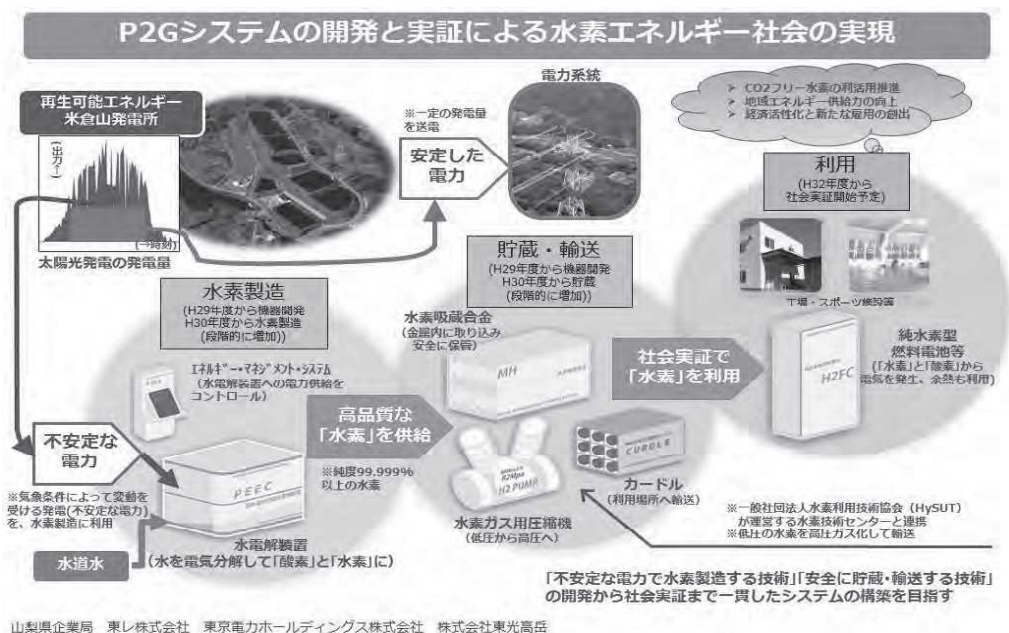 P2Gシステムの開発と実証による水素エネルギー社会の実現
再生可能エネルギー
米倉山発電所
(出力↑)
(→時刻)
太陽光発電の発電量
※一定の発電量
を送電
安定した
電力
電力系統
➢ CO2フリー水素の利活用推進
➢ 地域エネルギー供給力の向上
➢ 経済活性化と新たな雇用の創出
利用
(H32年度から
社会実証開始予定)
工場・スポーツ施設等
水素製造
(H29年度から機器開発
H30年度から水素製造
(段階的に増加))
貯蔵・輸送
(H29年度から機器開発
H30年度から貯蔵
(段階的に増加))
エネルギー・マネジメント・システム
(水電解装置への電力供給を
コントロール)
水素吸蔵合金
(金属内に取り込み
安全に保管)
MH
社会実証で
「水素」を利用
純水素型
燃料電池等
(「水素」と「酸素」から
電気を発生、余熱も利用)
H2FC
不安定な
電力
※気象条件によって変動を
受ける発電(不安定な電力)
を、水素製造に利用
水道水
PEEC
水電解装置
(水を電気分解して「酸素」と「水素」に)
高品質な
「水素」を供給
※純度99.999%
以上の水素
H2 PUMP
水素ガス用圧縮機
(低圧から高圧へ)
CURDLE
カードル
(利用場所へ輸送)
※一般社団法人水素利用技術協会(HySUT)
が運営する水素技術センターと連携
※低圧の水素を高圧ガス化して輸送
「不安定な電力で水素製造する技術」「安全に貯蔵・輸送する技術」
の開発から社会実証まで一貫したシステムの構築を目指す
山梨県企業局 東レ株式会社 東京電力ホールディングス株式会社 株式会社東光高岳